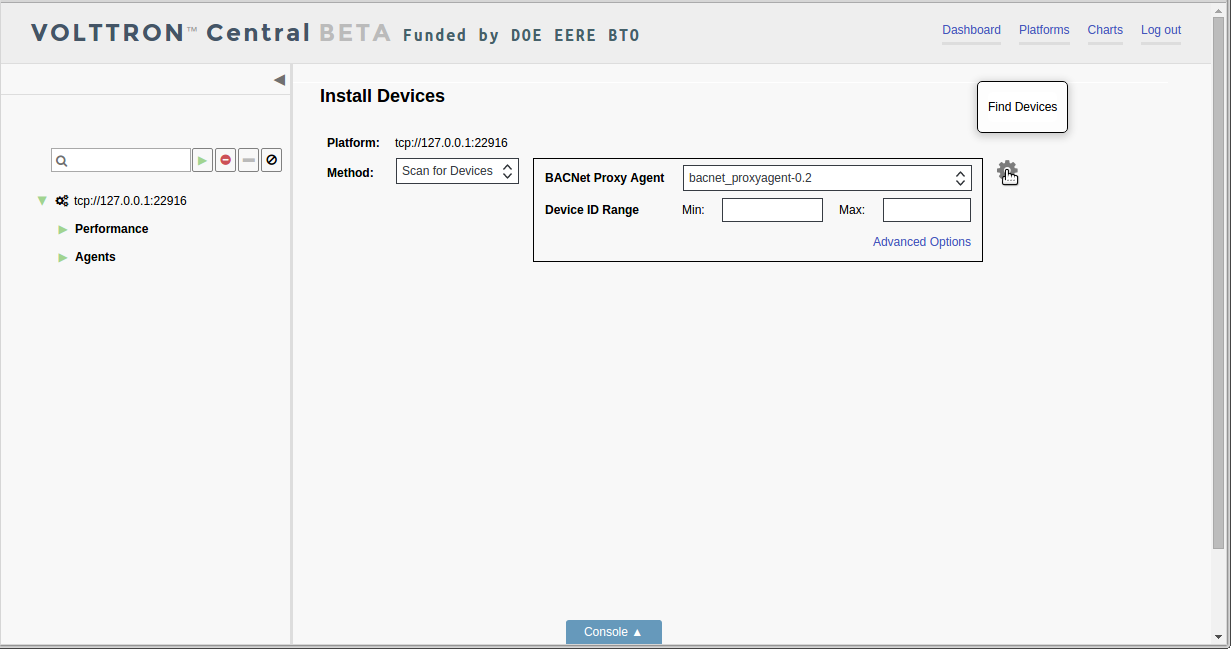 VOLTTRON™ Central BETA Funded by DOE EERE BTO
Dashboard Platforms Charts Log out
Install Devices
Find Devices
Platform: tcp://127.0.0.1:22916
Method: Scan for Devices
BACNet Proxy Agent bacnet_proxyagent-0.2
Device ID Range Min: Max:
Advanced Options
tcp://127.0.0.1:22916
Performance
Agents
Console ▲